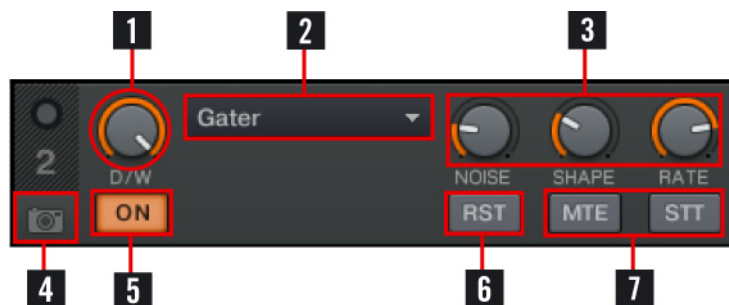 1 2 3
Gater
2
D/W NOISE SHAPE RATE
ON RST MTE STT
4 5 6 7